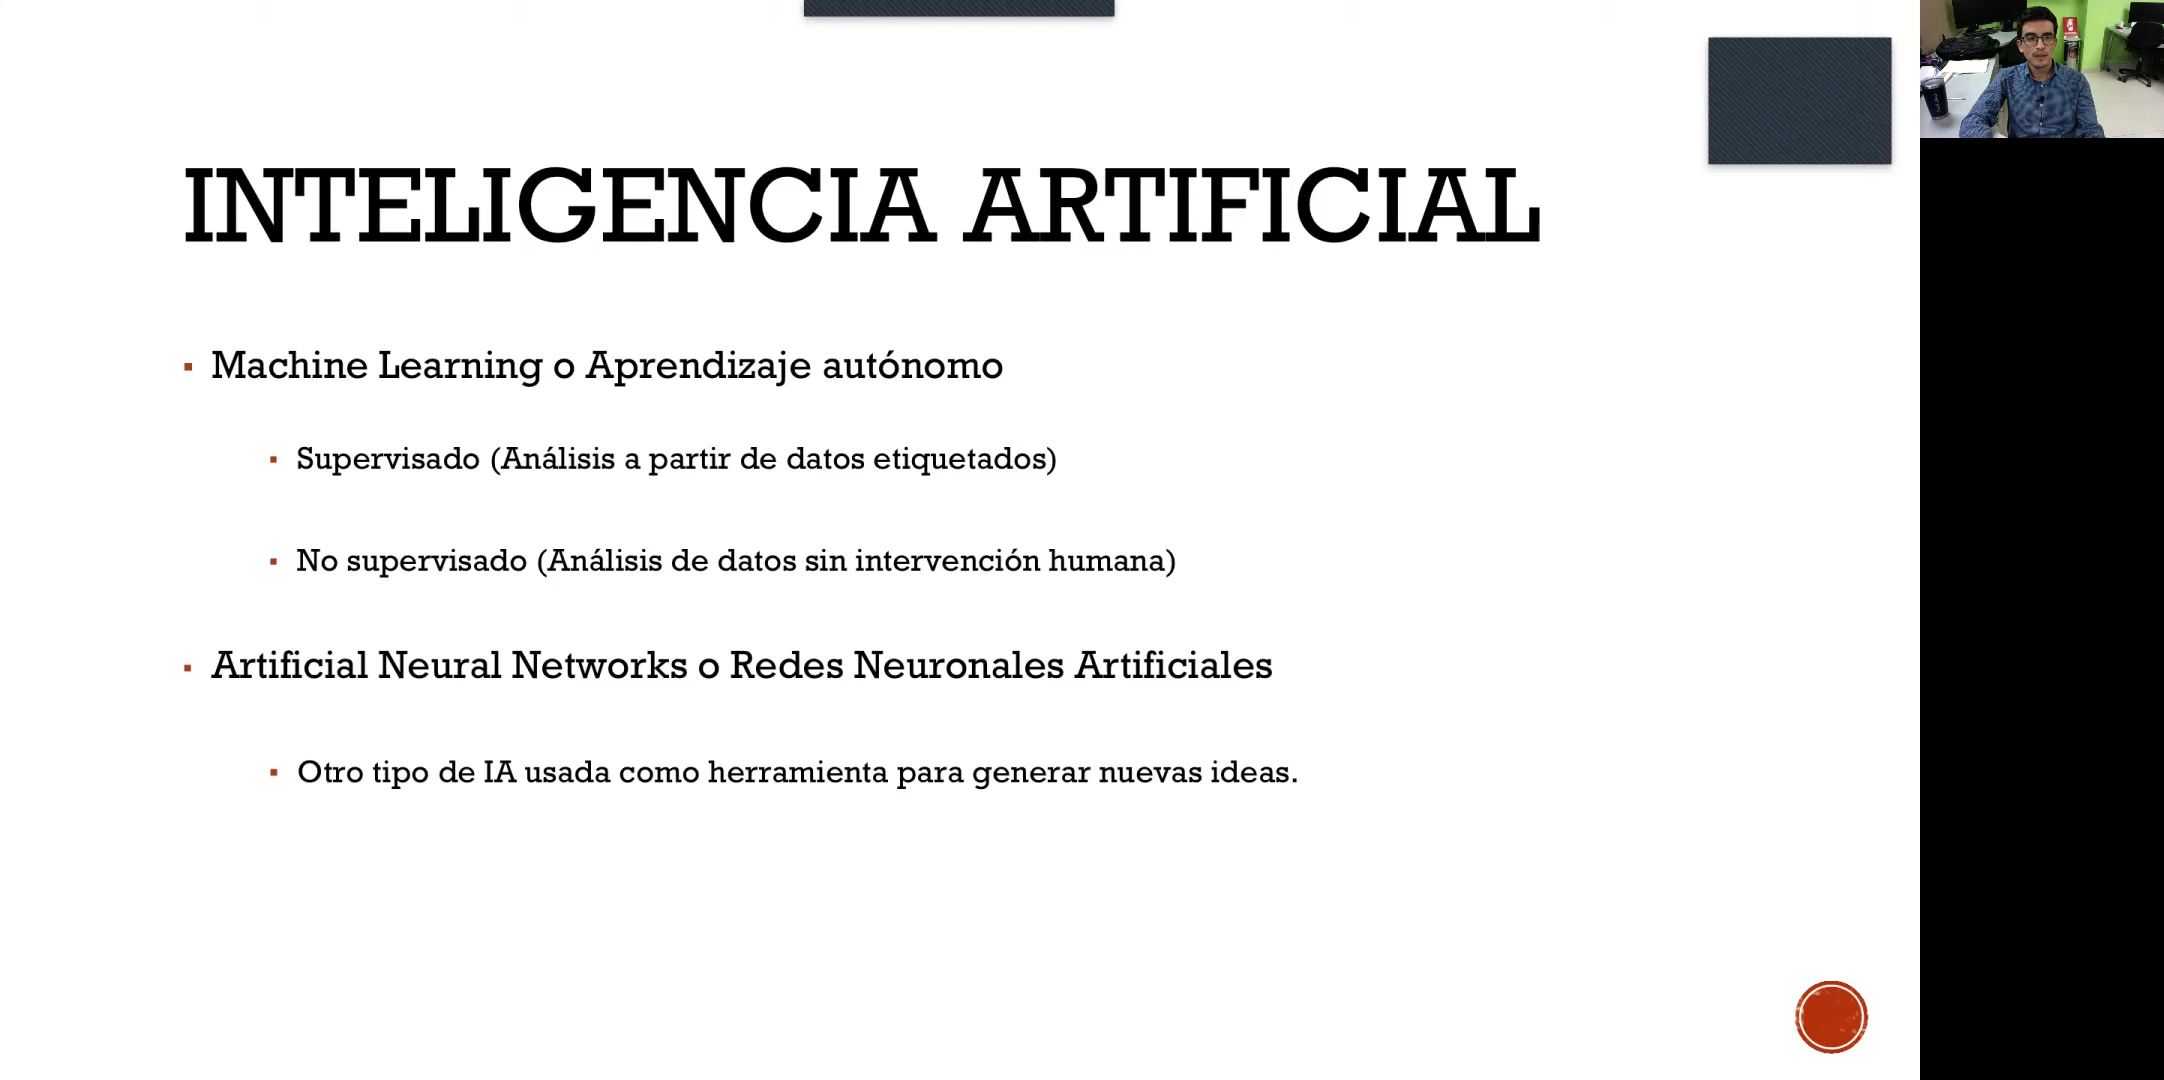 INTELIGENCIA ARTIFICIAL
Machine Learning o Aprendizaje autónomo
Supervisado (Análisis a partir de datos etiquetados)
No supervisado (Análisis de datos sin intervención humana)
Artificial Neural Networks o Redes Neuronales Artificiales
Otro tipo de IA usada como herramienta para generar nuevas ideas.